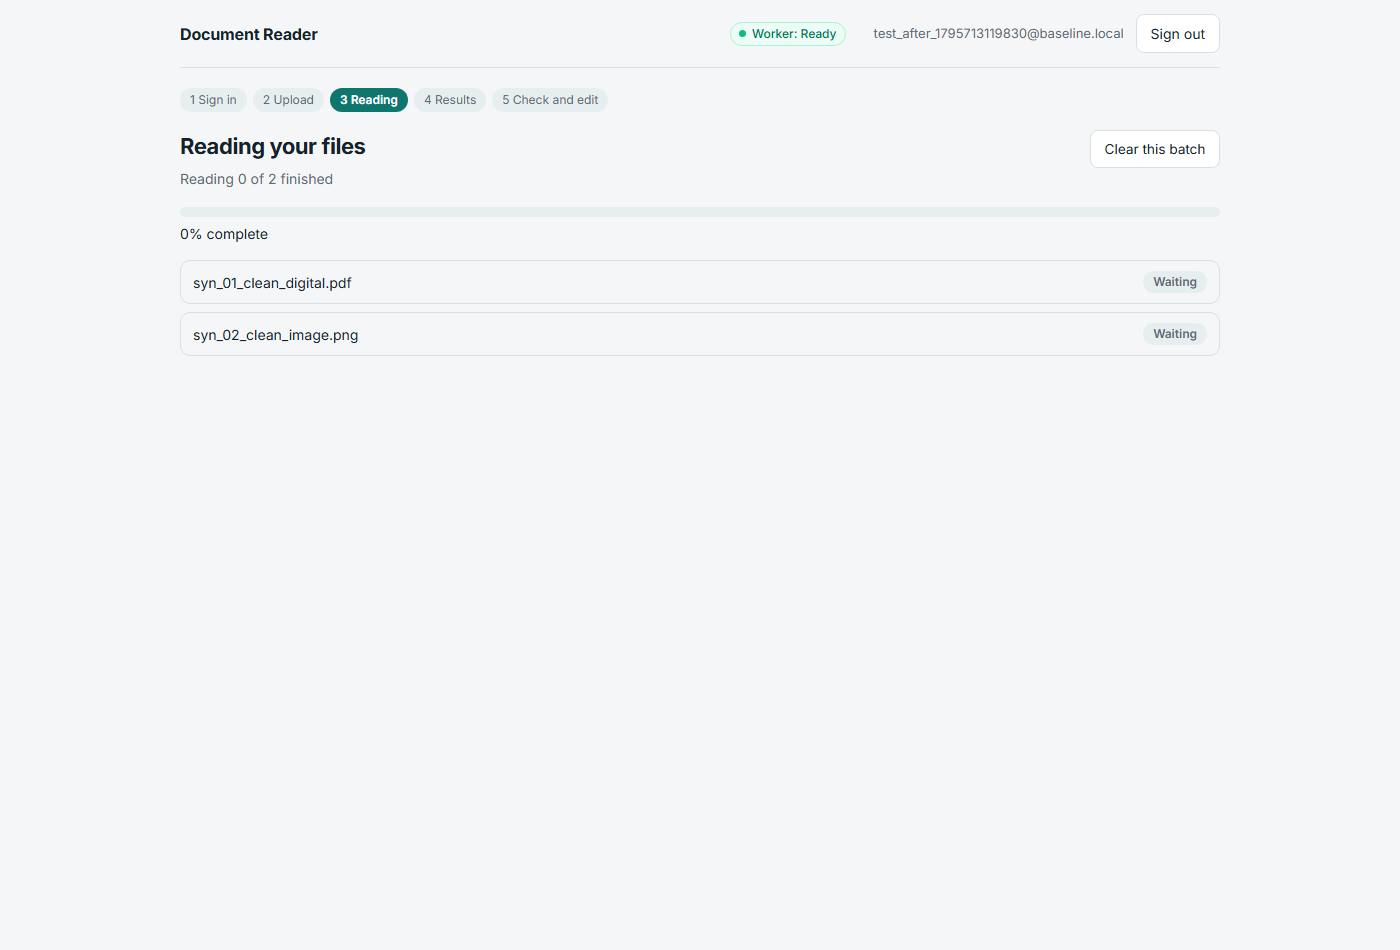 Document Reader
Worker: Ready
test_after_1795713119830@baseline.local
Sign out
1 Sign in
2 Upload
3 Reading
4 Results
5 Check and edit
Reading your files
Clear this batch
Reading 0 of 2 finished
0% complete
syn_01_clean_digital.pdf
Waiting
syn_02_clean_image.png
Waiting